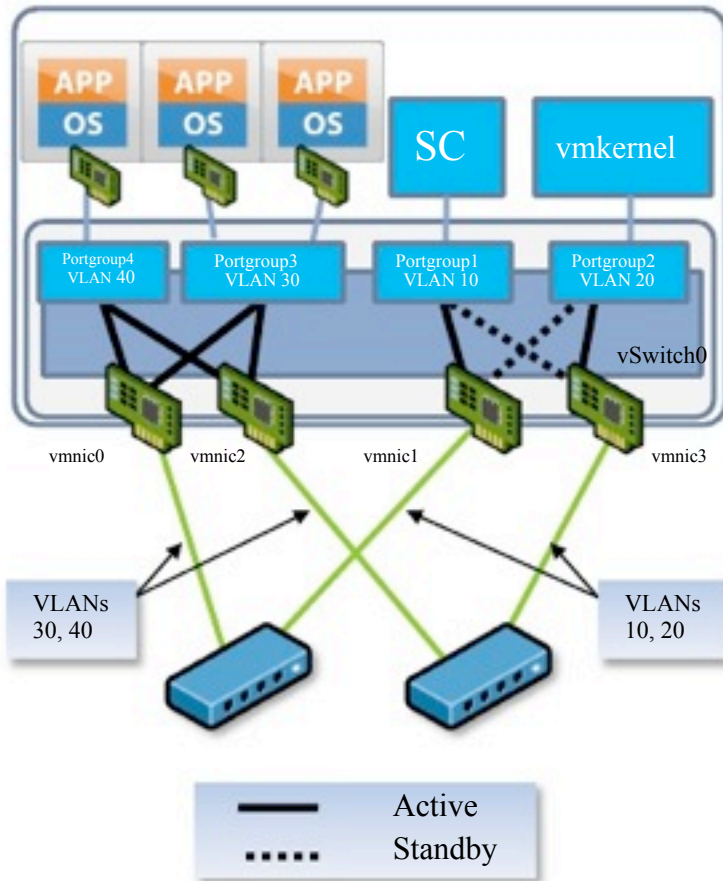 APP APP APP
OS OS OS
SC
vmkernel
Portgroup4
VLAN 40
Portgroup3
VLAN 30
Portgroup1
VLAN 10
Portgroup2
VLAN 20
vSwitch0
vmnic0
vmnic2
vmnic1
vmnic3
VLANs
30, 40
VLANs
10, 20
Active
Standby